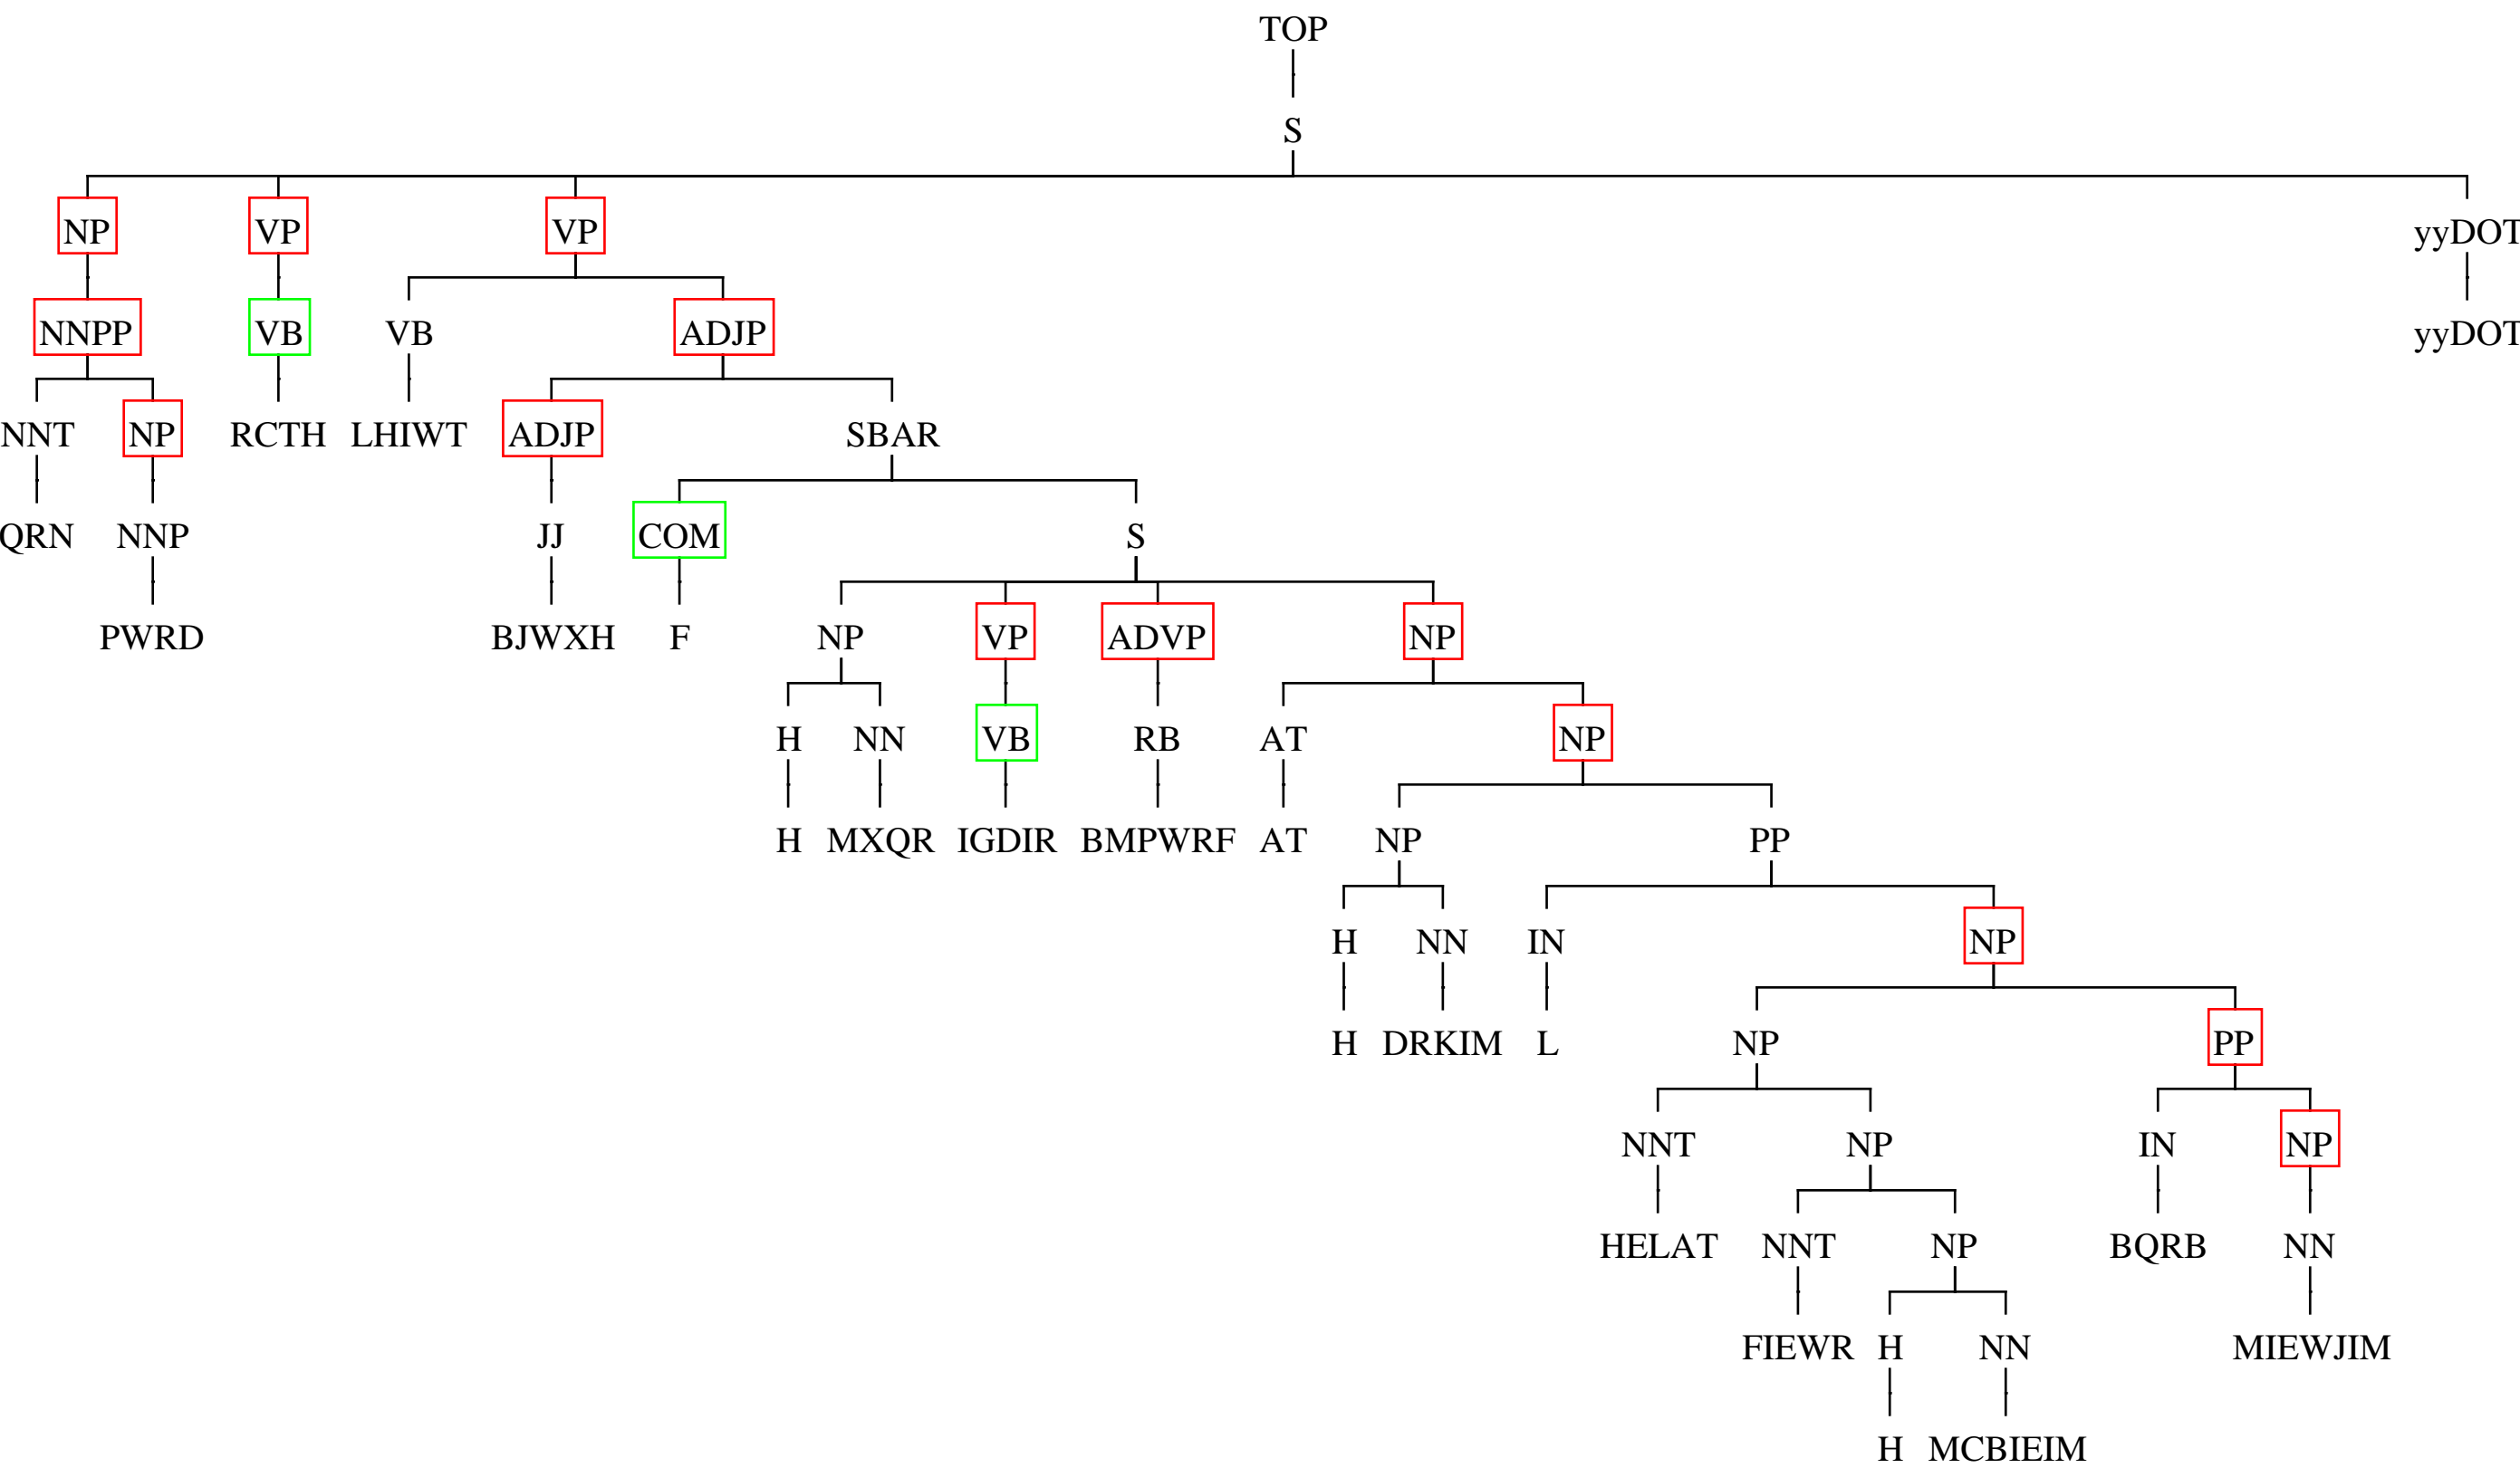 TOP
S
NP VP VP yyDOT
NNPP VB VB ADJP yyDOT
NNT NP RCTH LHIWT ADJP SBAR
QRN NNP JJ COM S
PWRD BJWXH F NP VP ADVP NP
H NN VB RB AT NP
H MXQR IGDIR BMPWRF AT NP PP
H NN IN NP
H DRKIM L NP PP
NNT NP IN NP
HELAT NNT NP BQRB NN
FIEWR H NN MIEWJIM
H MCBIEIM